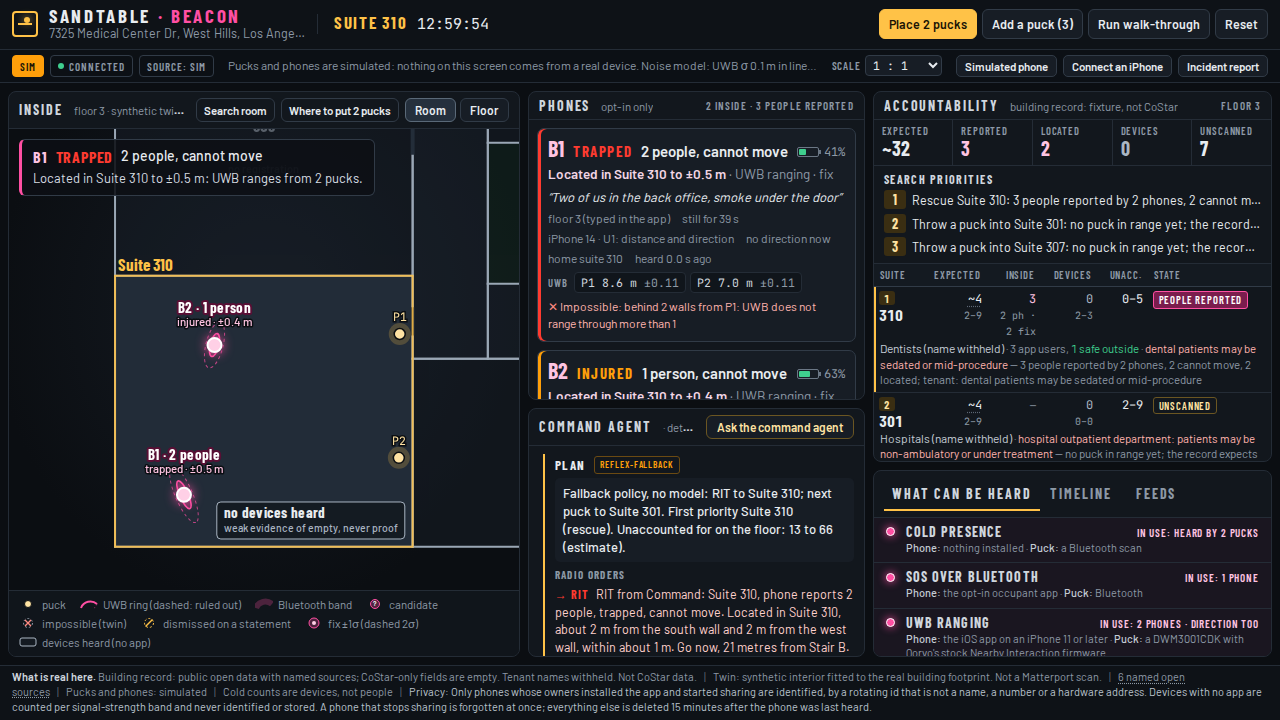 SANDTABLE · BEACON
7325 Medical Center Dr, West Hills, Los Ange...
SUITE 310 12:59:54
Place 2 pucks
Add a puck (3)
Run walk-through
Reset
SIM
CONNECTED
SOURCE: SIM
Pucks and phones are simulated: nothing on this screen comes from a real device. Noise model: UWB σ 0.1 m in line...
SCALE
1 : 1
Simulated phone
Connect an iPhone
Incident report
INSIDE
floor 3 · synthetic twi...
Search room
Where to put 2 pucks
Room
Floor
B1 TRAPPED 2 people, cannot move
Located in Suite 310 to ±0.5 m: UWB ranges from 2 pucks.
Suite 310
B2 · 1 person
injured · ±0.4 m
P1
P2
B1 · 2 people
trapped · ±0.5 m
no devices heard
weak evidence of empty, never proof
puck
UWB ring (dashed: ruled out)
Bluetooth band
candidate
impossible (twin)
dismissed on a statement
fix ±1σ (dashed 2σ)
devices heard (no app)
PHONES
opt-in only
2 INSIDE · 3 PEOPLE REPORTED
B1 TRAPPED 2 people, cannot move 41%
Located in Suite 310 to ±0.5 m · UWB ranging · fix
"Two of us in the back office, smoke under the door"
floor 3 (typed in the app) still for 39 s
iPhone 14 · U1: distance and direction no direction now
home suite 310 heard 0.0 s ago
UWB P1 8.6 m ±0.11 P2 7.0 m ±0.11
✕ Impossible: behind 2 walls from P1: UWB does not
range through more than 1
B2 INJURED 1 person, cannot move 63%
Located in Suite 310 to ±0.4 m · UWB ranging · fix
COMMAND AGENT
· det...
Ask the command agent
PLAN
REFLEX-FALLBACK
Fallback policy, no model: RIT to Suite 310; next
puck to Suite 301. First priority Suite 310
(rescue). Unaccounted for on the floor: 13 to 66
(estimate).
RADIO ORDERS
→ RIT RIT from Command: Suite 310, phone reports 2
people, trapped, cannot move. Located in Suite 310,
about 2 m from the south wall and 2 m from the west
wall, within about 1 m. Go now, 21 metres from Stair B.
ACCOUNTABILITY
building record: fixture, not CoStar
FLOOR 3
EXPECTED REPORTED LOCATED DEVICES UNSCANNED
~32 3 2 0 7
SEARCH PRIORITIES
1 Rescue Suite 310: 3 people reported by 2 phones, 2 cannot m...
2 Throw a puck into Suite 301: no puck in range yet; the record...
3 Throw a puck into Suite 307: no puck in range yet; the recor...
SUITE EXPECTED INSIDE DEVICES UNACC. STATE
1 ~4 3 0 0–5 PEOPLE REPORTED
310 2–9 2 ph · 2–3
2 fix
Dentists (name withheld) · 3 app users, 1 safe outside · dental patients may be
sedated or mid-procedure — 3 people reported by 2 phones, 2 cannot move, 2
located; tenant: dental patients may be sedated or mid-procedure
2 ~4 – 0 2–9 UNSCANNED
301 2–9 0–0
Hospitals (name withheld) · hospital outpatient department: patients may be
non-ambulatory or under treatment — no puck in range yet; the record expects
WHAT CAN BE HEARD
TIMELINE
FEEDS
COLD PRESENCE
IN USE: HEARD BY 2 PUCKS
Phone: nothing installed · Puck: a Bluetooth scan
SOS OVER BLUETOOTH
IN USE: 1 PHONE
Phone: the opt-in occupant app · Puck: Bluetooth
UWB RANGING
IN USE: 2 PHONES · DIRECTION TOO
Phone: the iOS app on an iPhone 11 or later · Puck: a DWM3001CDK with
Qorvo's stock Nearby Interaction firmware
What is real here. Building record: public open data with named sources; CoStar-only fields are empty. Tenant names withheld. Not CoStar data. | Twin: synthetic interior fitted to the real building footprint. Not a Matterport scan. | 6 named open
sources | Pucks and phones: simulated | Cold counts are devices, not people | Privacy: Only phones whose owners installed the app and started sharing are identified, by a rotating id that is not a name, a number or a hardware address. Devices with no app are
counted per signal-strength band and never identified or stored. A phone that stops sharing is forgotten at once; everything else is deleted 15 minutes after the phone was last heard.